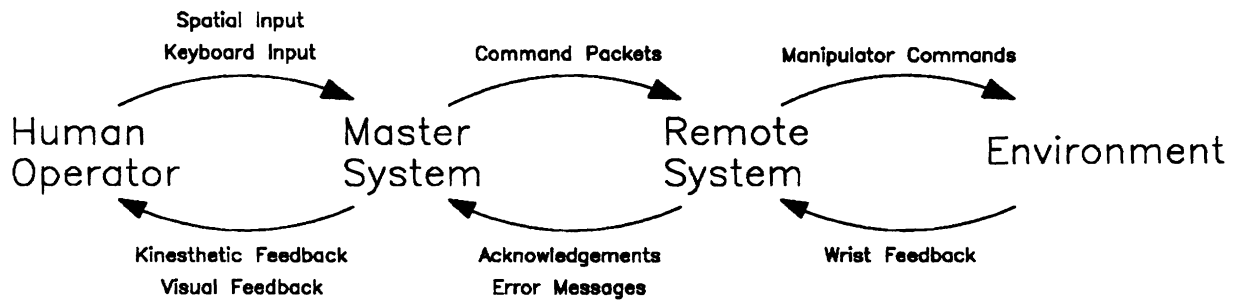 Spatial Input
Keyboard Input
Command Packets
Manipulator Commands
Human
Operator
Master
System
Remote
System
Environment
Kinesthetic Feedback
Visual Feedback
Acknowledgements
Error Messages
Wrist Feedback